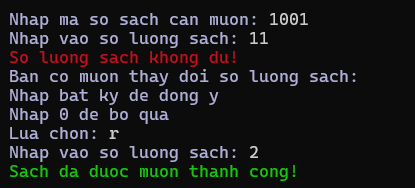 Nhap ma so sach can muon: 1001
Nhap vao so luong sach: 11
So luong sach khong du!
Ban co muon thay doi so luong sach:
Nhap bat ky de dong y
Nhap 0 de bo qua
Lua chon: r
Nhap vao so luong sach: 2
Sach da duoc muon thanh cong!